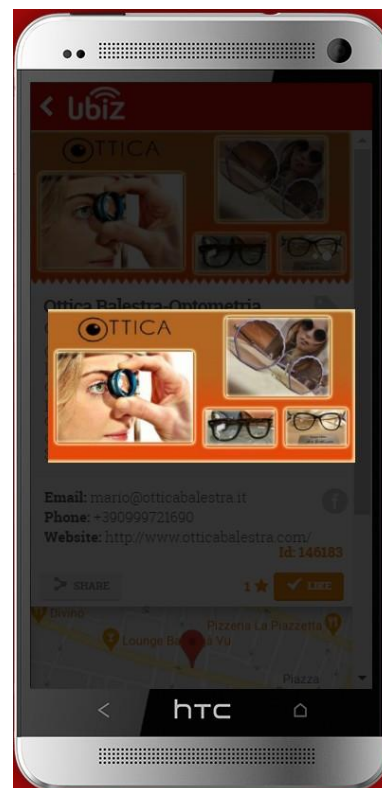 Ubiz
OTTICA
Ottica Balestra-Optometria
OTTICA
Email: mario@otticabalestra.it
Phone: +390999721690
Website: http://www.otticabalestra.com/
Id: 146183
SHARE
1
LIKE
Divino
Pizzeria La Piazzetta
Piazza
hTC